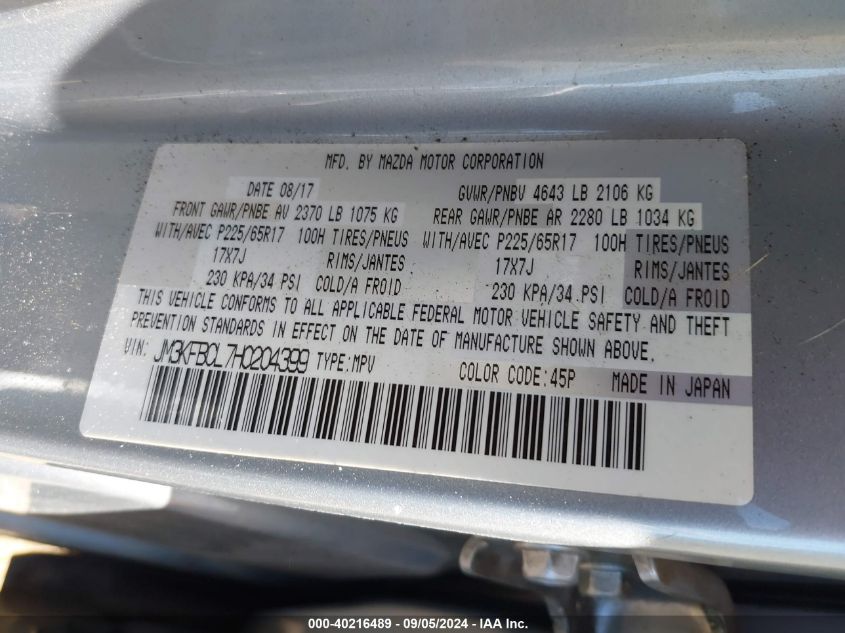 MFD. BY MAZDA MOTOR CORPORATION
DATE 08/17 GVWR/PNBV 4643 LB 2106 KG
FRONT GAWR/PNBE AV 2370 LB 1075 KG REAR GAWR/PNBE AR 2280 LB 1034 KG
WITH/AVEC P225/65R17 100H TIRES/PNEUS WITH/AVEC P225/65R17 100H TIRES/PNEUS
17X7J RIMS/JANTES 17X7J RIMS/JANTES
230 KPA/34 PSI COLD/A FROID 230 KPA/34 PSI COLD/A FROID
THIS VEHICLE CONFORMS TO ALL APPLICABLE FEDERAL MOTOR VEHICLE SAFETY AND THEFT
PREVENTION STANDARDS IN EFFECT ON THE DATE OF MANUFACTURE SHOWN ABOVE.
VIN: JM3KFBCL7H0204399 TYPE:MPV COLOR CODE:45P MADE IN JAPAN
000-40216489 - 09/05/2024 - IAA Inc.